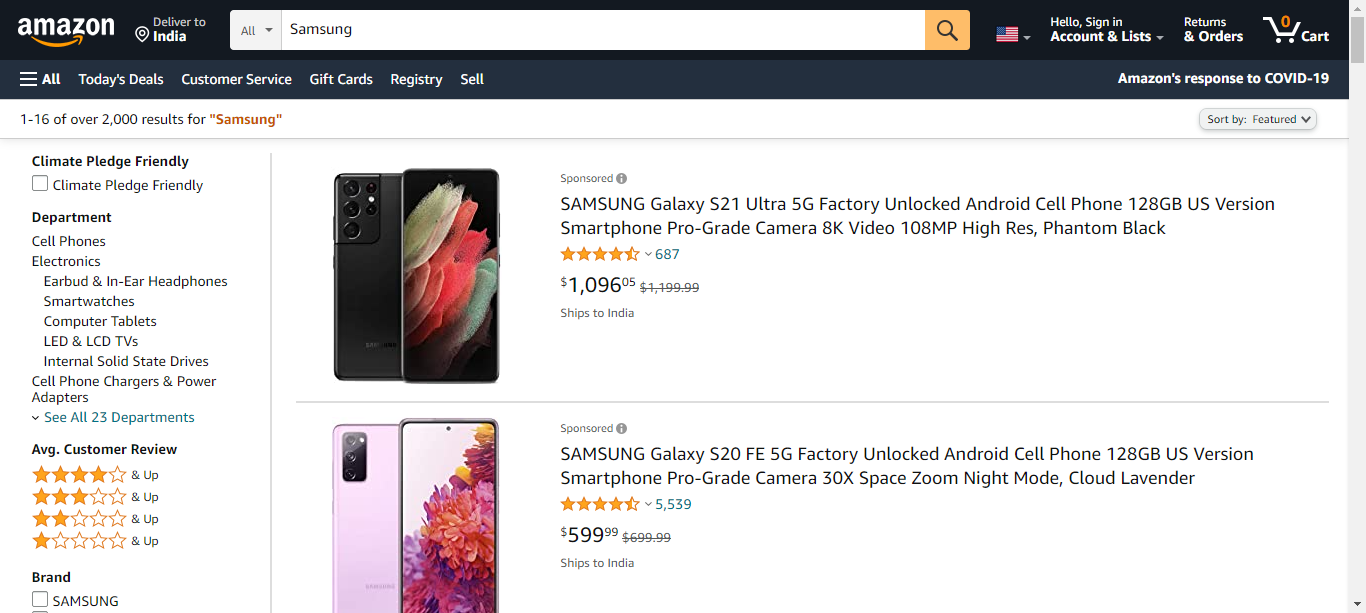 amazon
Deliver to
India
All
Samsung
Hello, Sign in
Account & Lists
Returns
& Orders
0
Cart
All
Today's Deals
Customer Service
Gift Cards
Registry
Sell
Amazon's response to COVID-19
1-16 of over 2,000 results for "Samsung"
Sort by: Featured
Climate Pledge Friendly
Climate Pledge Friendly
Department
Cell Phones
Electronics
Earbud & In-Ear Headphones
Smartwatches
Computer Tablets
LED & LCD TVs
Internal Solid State Drives
Cell Phone Chargers & Power
Adapters
See All 23 Departments
Avg. Customer Review
& Up
& Up
& Up
& Up
Brand
SAMSUNG
SAMSUNG
Sponsored
SAMSUNG Galaxy S21 Ultra 5G Factory Unlocked Android Cell Phone 128GB US Version
Smartphone Pro-Grade Camera 8K Video 108MP High Res, Phantom Black
687
$1,09605 $1,199.99
Ships to India
SAMSUNG
Sponsored
SAMSUNG Galaxy S20 FE 5G Factory Unlocked Android Cell Phone 128GB US Version
Smartphone Pro-Grade Camera 30X Space Zoom Night Mode, Cloud Lavender
5,539
$59999 $699.99
Ships to India